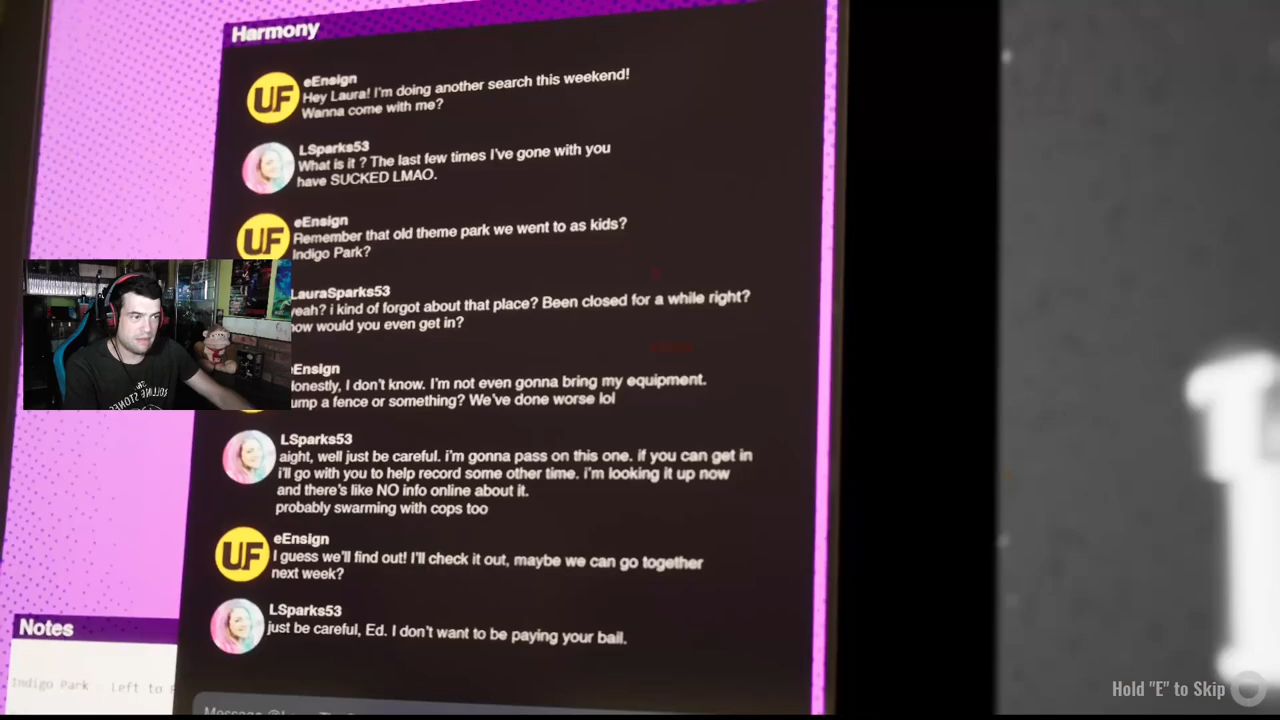 Harmony
UF
eEnsign
Hey Laura! I'm doing another search this weekend!
Wanna come with me?
LSparks53
What is it ? The last few times I've gone with you
have SUCKED LMAO.
UF
eEnsign
Remember that old theme park we went to as kids?
Indigo Park?
LauraSparks53
yeah? i kind of forgot about that place? Been closed for a while right?
how would you even get in?
eEnsign
Honestly, I don't know. I'm not even gonna bring my equipment.
ump a fence or something? We've done worse lol
LSparks53
aight, well just be careful. i'm gonna pass on this one. if you can get in
i'll go with you to help record some other time. i'm looking it up now
and there's like NO info online about it.
probably swarming with cops too
UF
eEnsign
I guess we'll find out! I'll check it out, maybe we can go together
next week?
LSparks53
just be careful, Ed. I don't want to be paying your bail.
Notes
Indigo Park - Left to
Hold "E" to Skip